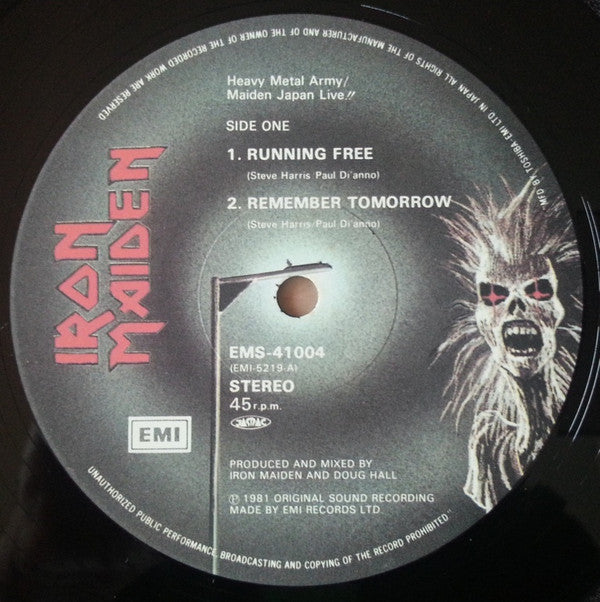 MFD BY TOSHIBA-EMI LTD IN JAPAN ALL RIGHTS OF THE MANUFACTURER AND OF THE OWNER OF THE RECORDED WORK ARE RESERVED
IRON
MAIDEN
Heavy Metal Army/
Maiden Japan Live!!
SIDE ONE
1. RUNNING FREE
(Steve Harris/Paul Di'anno)
2. REMEMBER TOMORROW
(Steve Harris/Paul Di'anno)
EMS-41004
(EMI-5219-A)
STEREO
45r.p.m.
JASRAC
EMI
PRODUCED AND MIXED BY
IRON MAIDEN AND DOUG HALL
℗ 1981 ORIGINAL SOUND RECORDING
MADE BY EMI RECORDS LTD.
UNAUTHORIZED PUBLIC PERFORMANCE, BROADCASTING AND COPYING OF THE RECORD PROHIBITED"